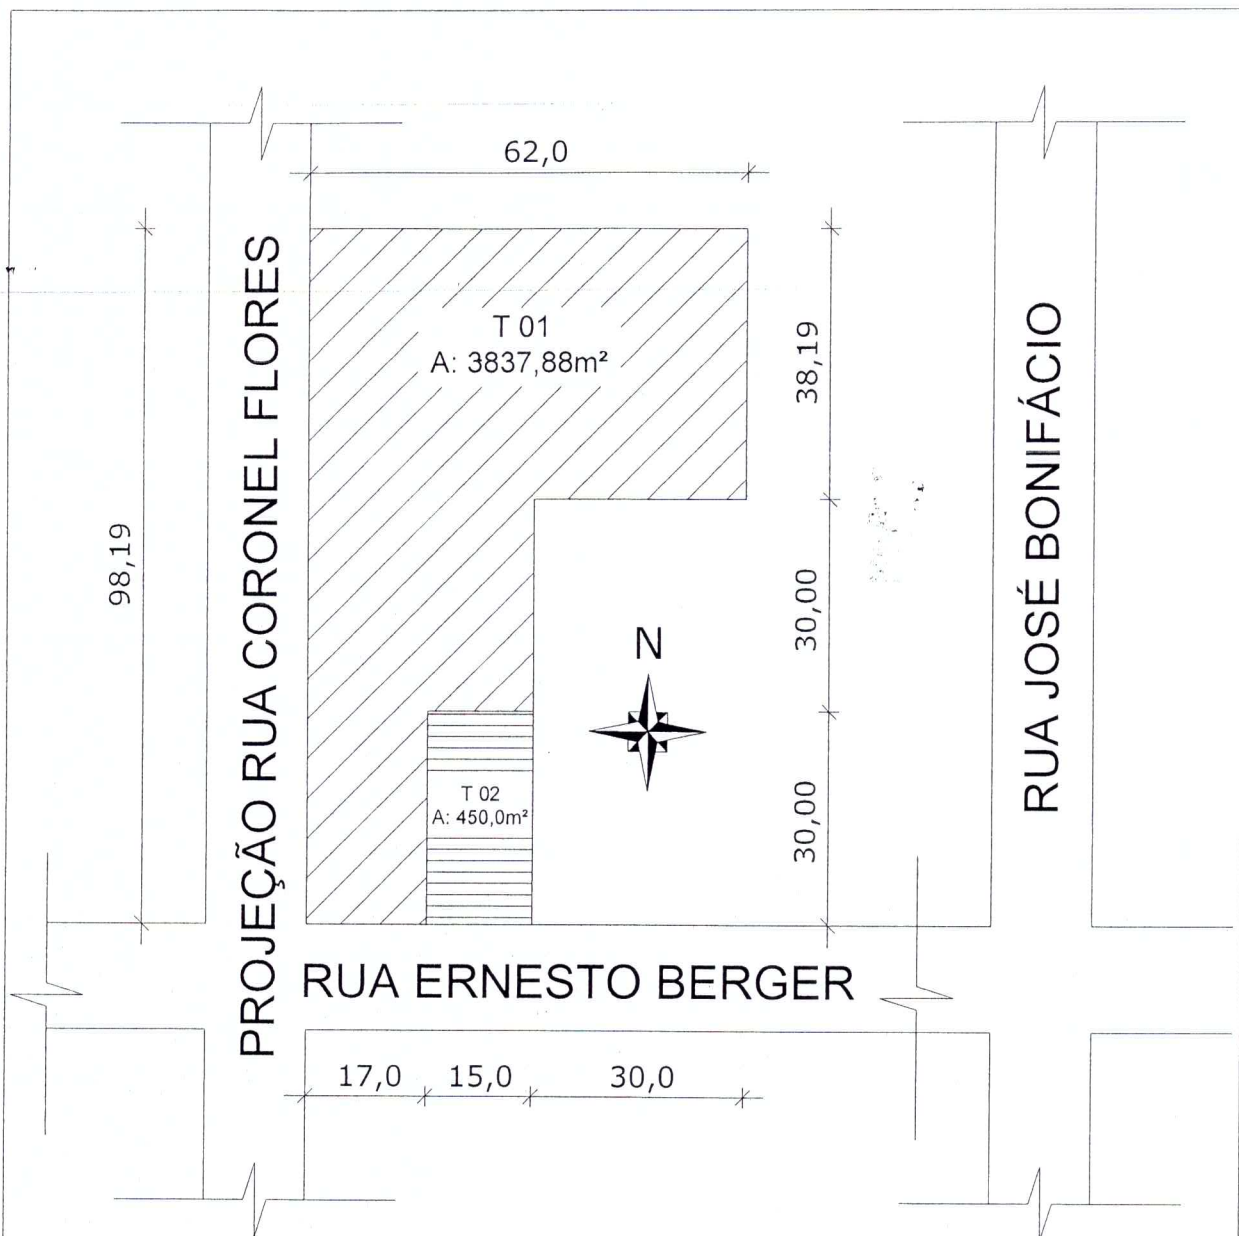 62,0
T 01
A: 3837,88m²
38,19
PROJEÇÃO RUA CORONEL FLORES
RUA JOSÉ BONIFÁCIO
98,19
30,00
N
T 02
A: 450,0m²
30,00
RUA ERNESTO BERGER
17,0
15,0
30,0